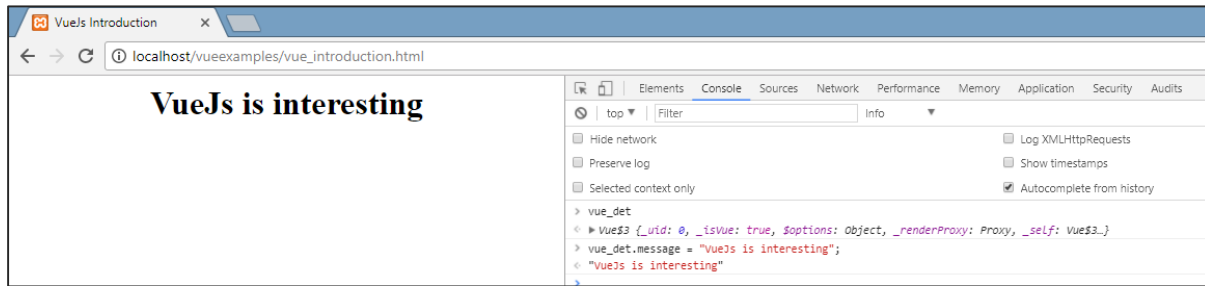 VueJs Introduction
localhost/vueexamples/vue_introduction.html
VueJs is interesting
Elements Console Sources Network Performance Memory Application Security Audits
top Filter Info
Hide network Log XMLHttpRequests
Preserve log Show timestamps
Selected context only Autocomplete from history
> vue_det
Vue$3 {_uid: 0, _isVue: true, $options: Object, _renderProxy: Proxy, _self: Vue$3…}
> vue_det.message = "VueJs is interesting";
"VueJs is interesting"
>